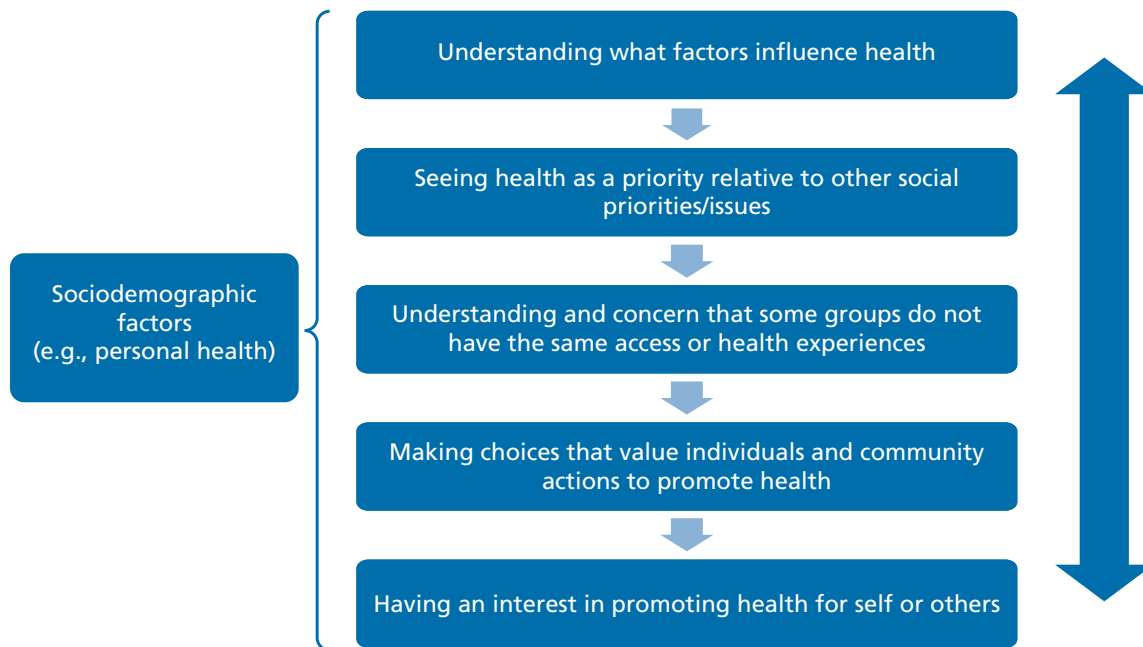 Understanding what factors influence health
Seeing health as a priority relative to other social
priorities/issues
Sociodemographic
factors
(e.g., personal health)
Understanding and concern that some groups do not
have the same access or health experiences
Making choices that value individuals and community
actions to promote health
Having an interest in promoting health for self or others